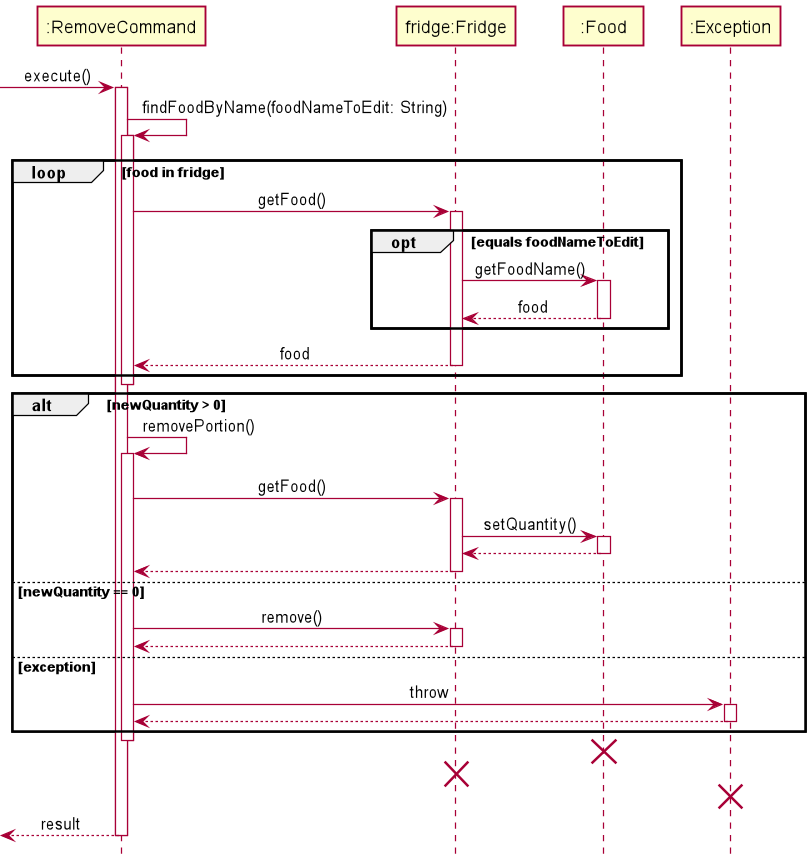 :RemoveCommand
fridge:Fridge
:Food
:Exception
execute()
findFoodByName(foodNameToEdit: String)
loop
[food in fridge]
getFood()
opt
[equals foodNameToEdit]
getFoodName()
food
food
alt
[newQuantity > 0]
removePortion()
getFood()
setQuantity()
[newQuantity == 0]
remove()
[exception]
throw
result